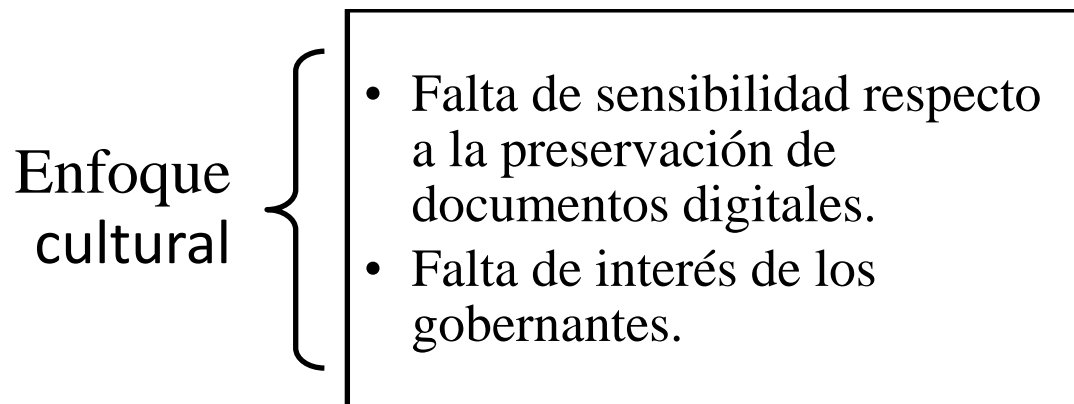 Enfoque
cultural
• Falta de sensibilidad respecto
a la preservación de
documentos digitales.
• Falta de interés de los
gobernantes.